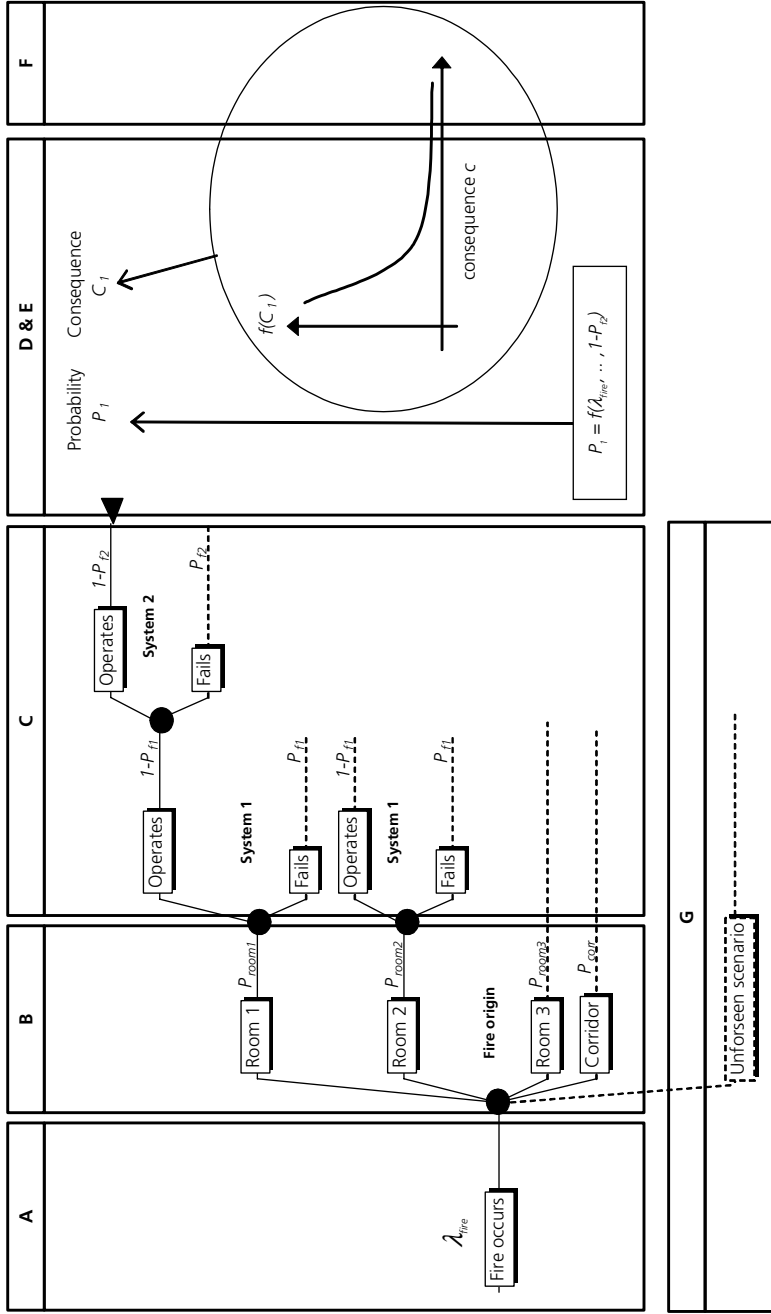 A
B
C
D & E
F
λfire
Fire occurs
Room 1
Proom1
Room 2
Proom2
Fire origin
Room 3
Proom3
Corridor
Pcorr
Operates
1-Pf1
System 1
Fails
Pf1
Operates
1-Pf1
System 1
Fails
Pf1
Operates
1-Pf2
System 2
Fails
Pf2
Probability
P1
Consequence
C1
f(C1)
consequence c
P1 = f(λfire, .. , 1-Pf2)
G
Unforseen scenario